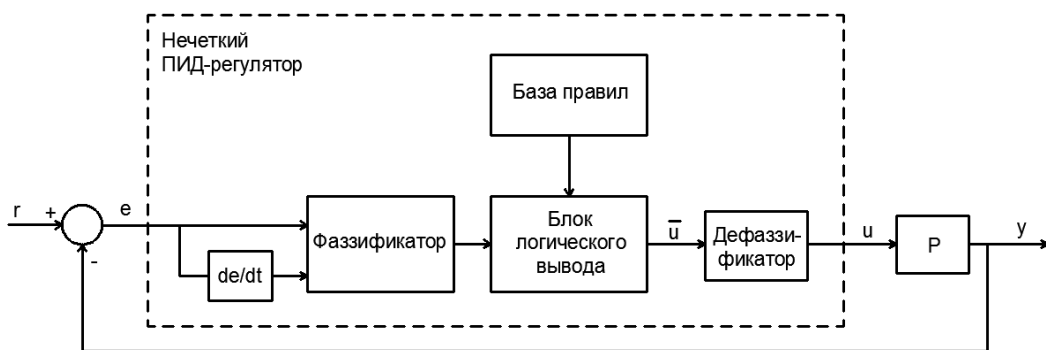 Нечеткий
ПИД-регулятор
База правил
r
+
-
e
de/dt
Фаззификатор
Блок
логического
вывода
u̅
Дефаззи-
фикатор
u
P
y